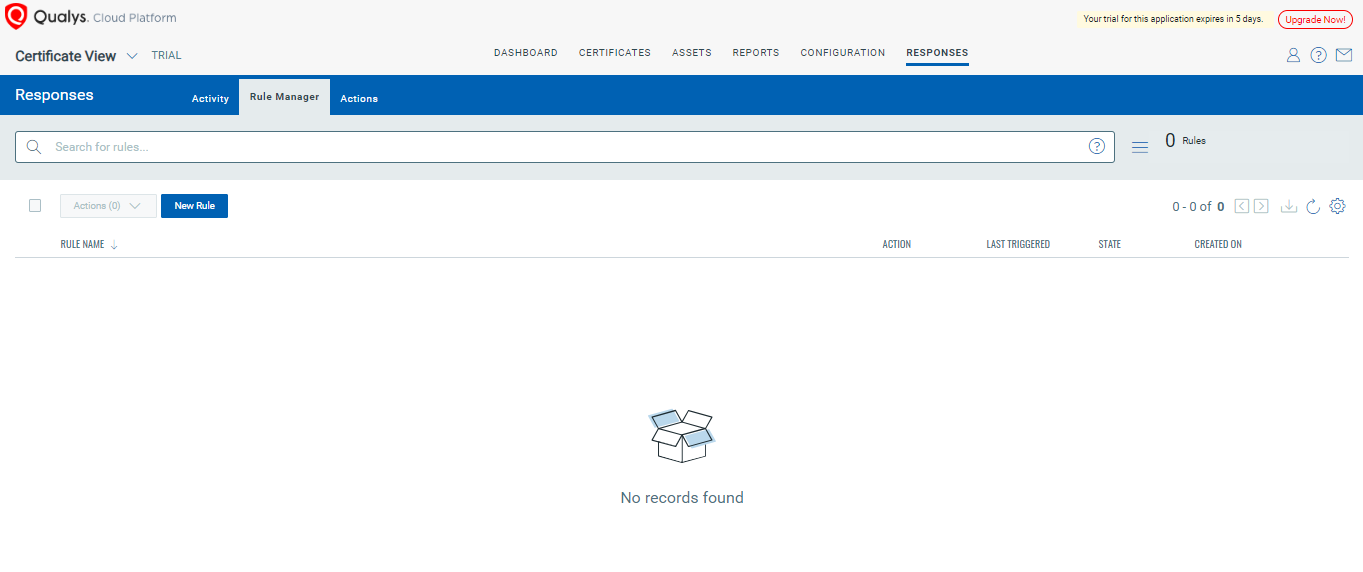 Qualys. Cloud Platform
Your trial for this application expires in 5 days. Upgrade Now!
Certificate View TRIAL
DASHBOARD CERTIFICATES ASSETS REPORTS CONFIGURATION RESPONSES
Responses Activity Rule Manager Actions
Search for rules... ? 0 Rules
Actions (0) New Rule 0 - 0 of 0
RULE NAME ACTION LAST TRIGGERED STATE CREATED ON
No records found